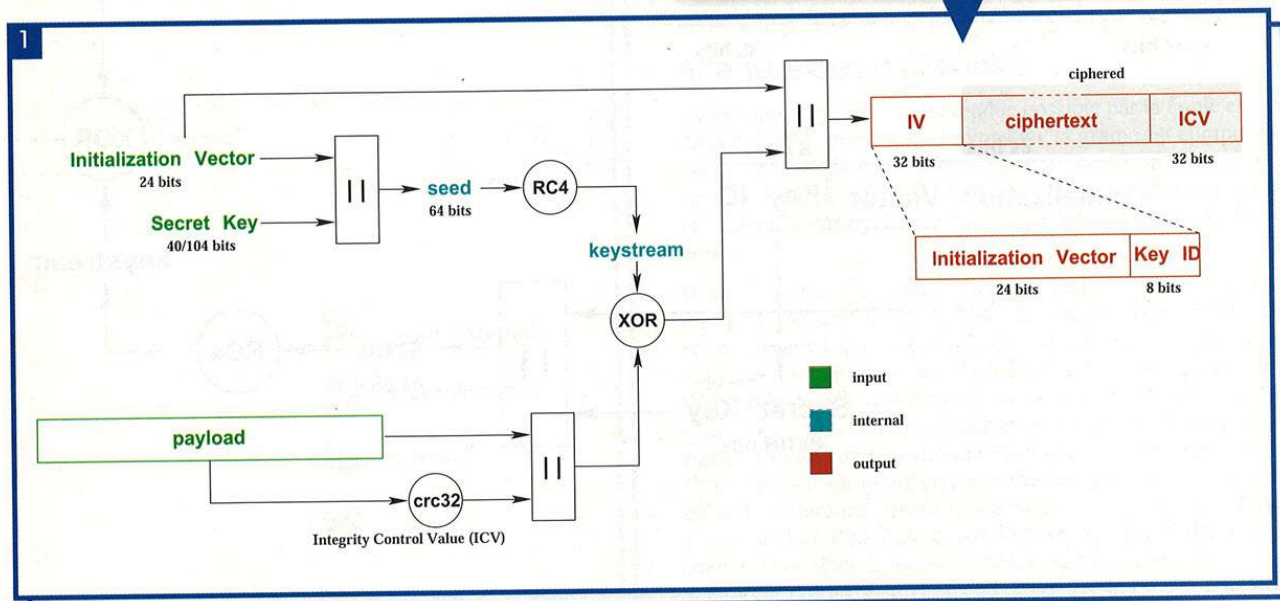 1
ciphered
||
IV
ciphertext
ICV
32 bits
32 bits
Initialization Vector
24 bits
||
seed
64 bits
RC4
Secret Key
40/104 bits
keystream
Initialization Vector
Key ID
24 bits
8 bits
XOR
input
internal
output
payload
||
crc32
Integrity Control Value (ICV)